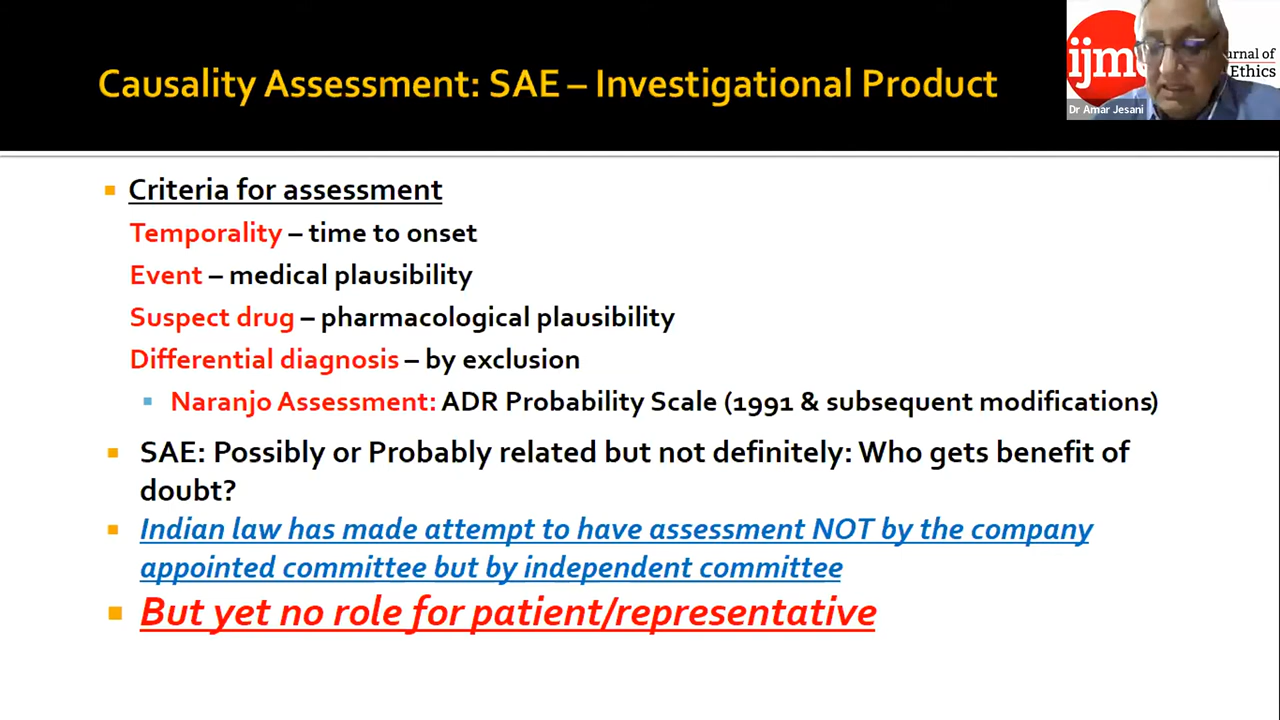 Causality Assessment: SAE – Investigational Product
ijm
urnal of
Ethics
Dr Amar Jesani
Criteria for assessment
Temporality – time to onset
Event – medical plausibility
Suspect drug – pharmacological plausibility
Differential diagnosis – by exclusion
Naranjo Assessment: ADR Probability Scale (1991 & subsequent modifications)
SAE: Possibly or Probably related but not definitely: Who gets benefit of
doubt?
Indian law has made attempt to have assessment NOT by the company
appointed committee but by independent committee
But yet no role for patient/representative